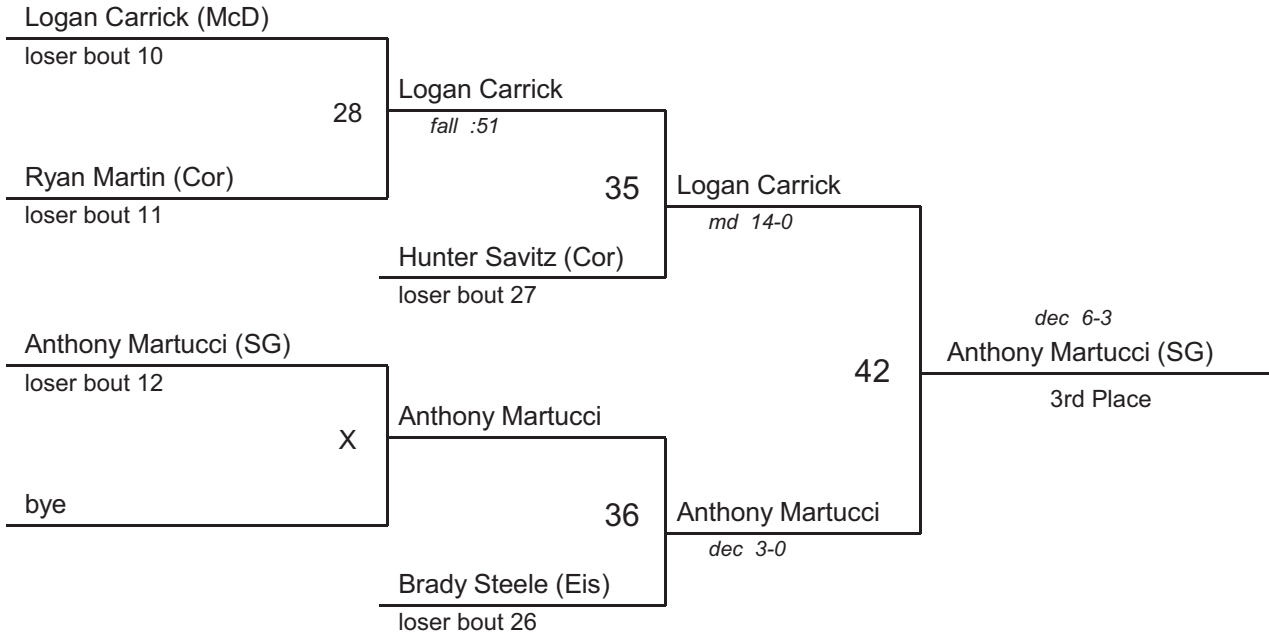 Logan Carrick (McD)
loser bout 10
28
Ryan Martin (Cor)
loser bout 11
Logan Carrick
fall :51
35
Hunter Savitz (Cor)
loser bout 27
Logan Carrick
md 14-0
Anthony Martucci (SG)
loser bout 12
X
bye
Anthony Martucci
36
Brady Steele (Eis)
loser bout 26
Anthony Martucci
dec 3-0
42
dec 6-3
Anthony Martucci (SG)
3rd Place